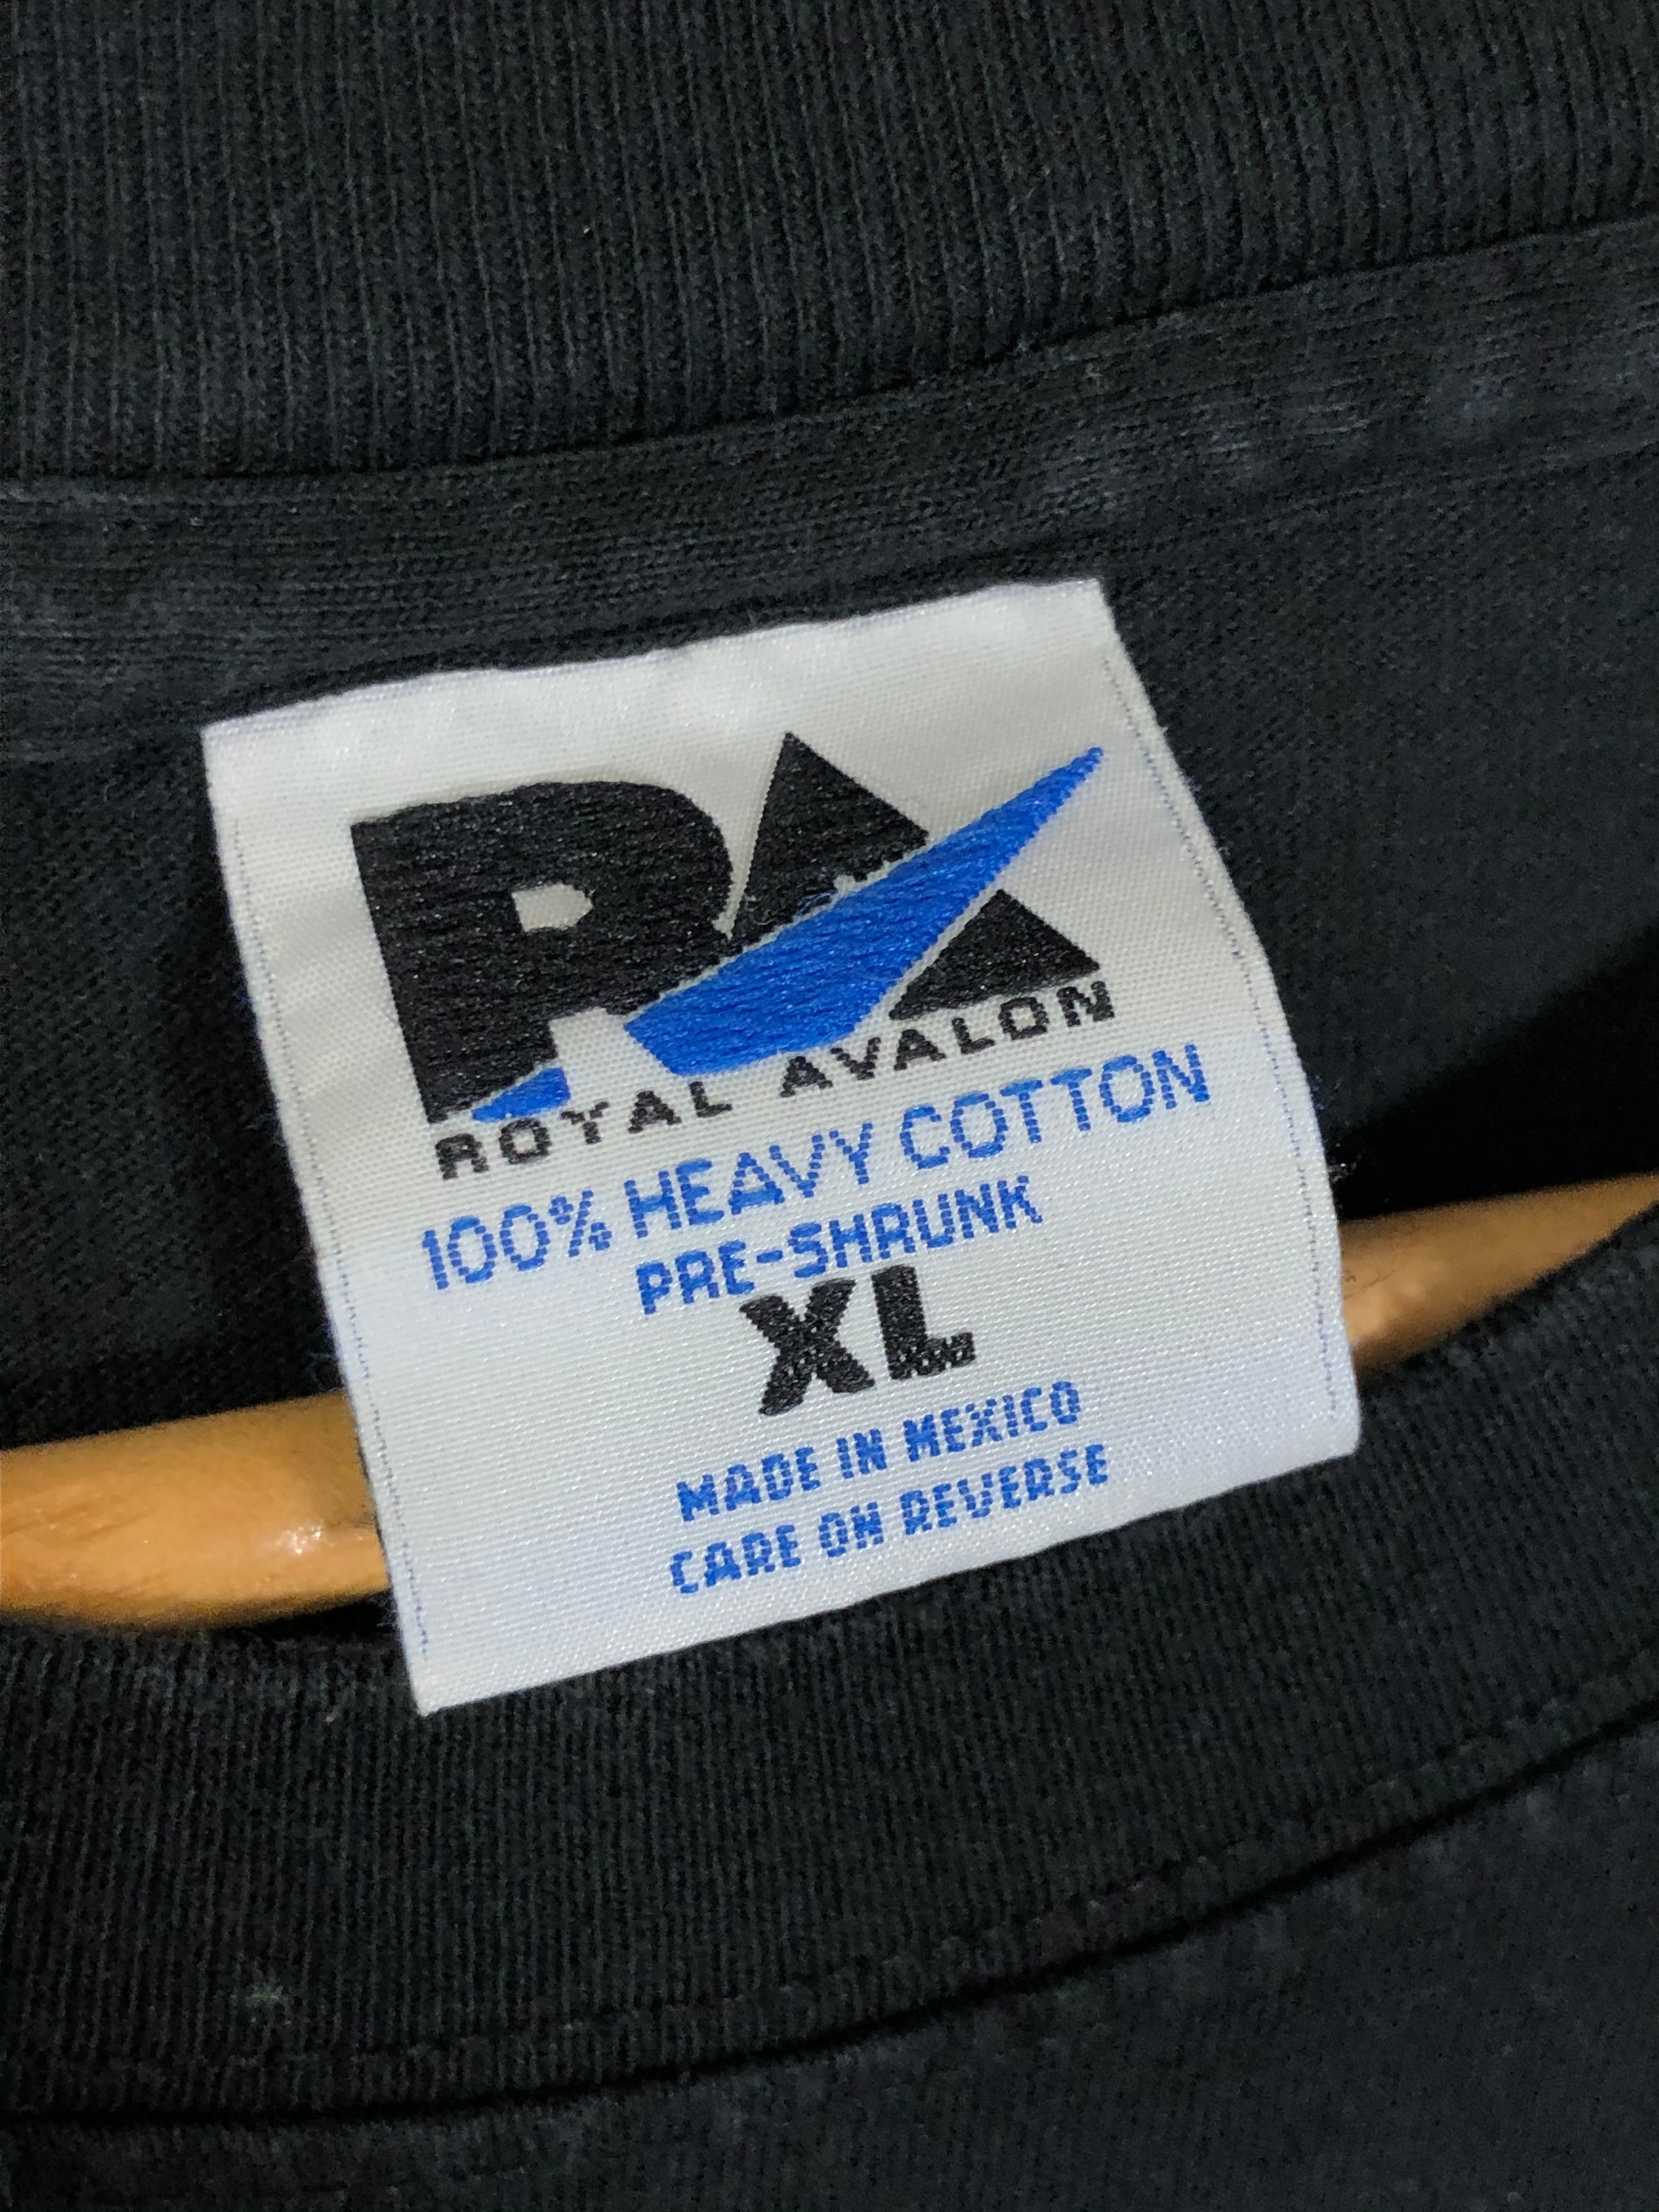 RA
ROYAL AVALON
100% HEAVY COTTON
PRE-SHRUNK
XL
MADE IN MEXICO
CARE ON REVERSE